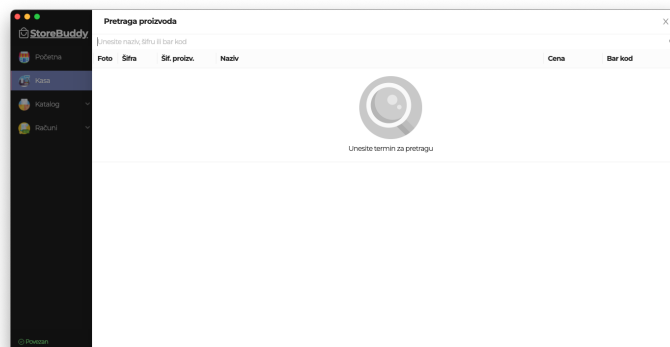 StoreBuddy
Početna
Kasa
Katalog
Računi
Povezan
Pretraga proizvoda
X
Unesite naziv, šifru ili bar kod
Foto Šifra Šif. proizv. Naziv Cena Bar kod
Unesite termin za pretragu